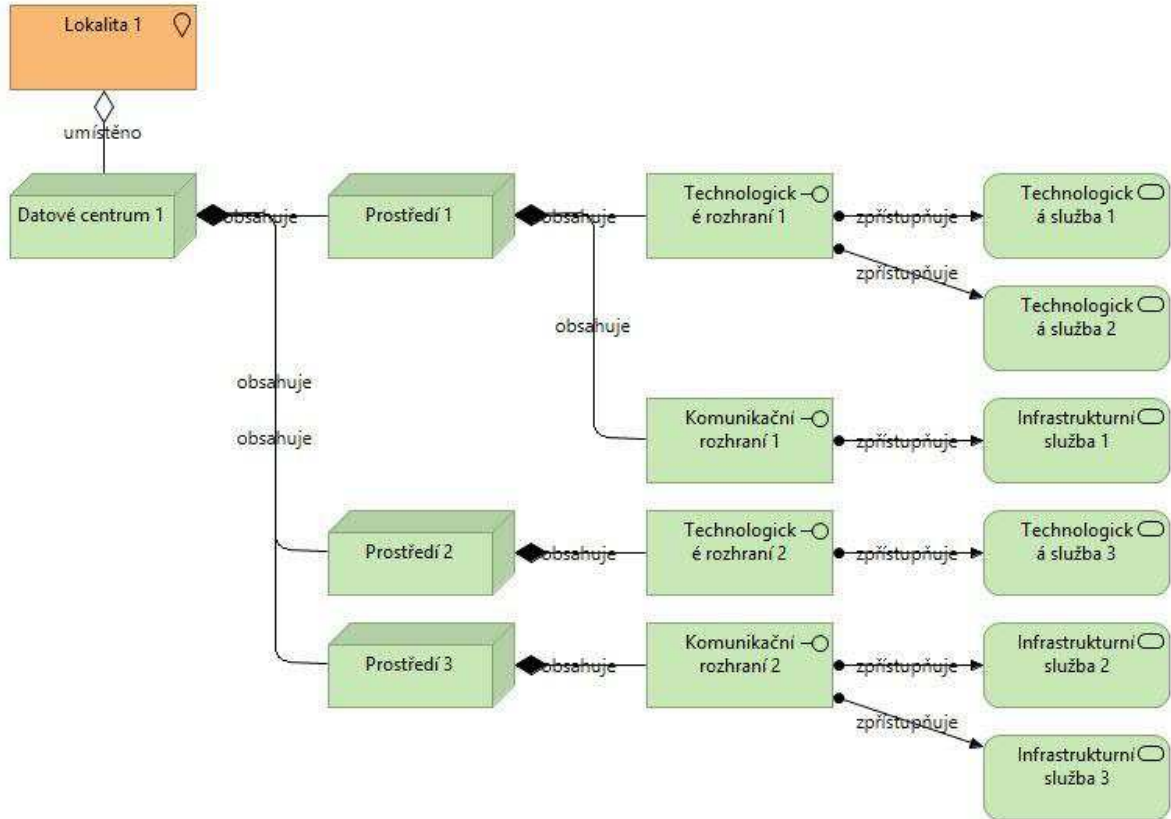 Lokalita 1
umístěno
Datové centrum 1
obsahuje
Prostředí 1
obsahuje
Technologick
é rozhraní 1
zpřístupňuje
Technologick
á služba 1
zpřístupňuje
Technologick
á služba 2
obsahuje
obsahuje
Komunikační
rozhraní 1
zpřístupňuje
Infrastrukturní
služba 1
obsahuje
Prostředí 2
obsahuje
Technologick
é rozhraní 2
zpřístupňuje
Technologick
á služba 3
Prostředí 3
obsahuje
Komunikační
rozhraní 2
zpřístupňuje
Infrastrukturní
služba 2
zpřístupňuje
Infrastrukturní
služba 3